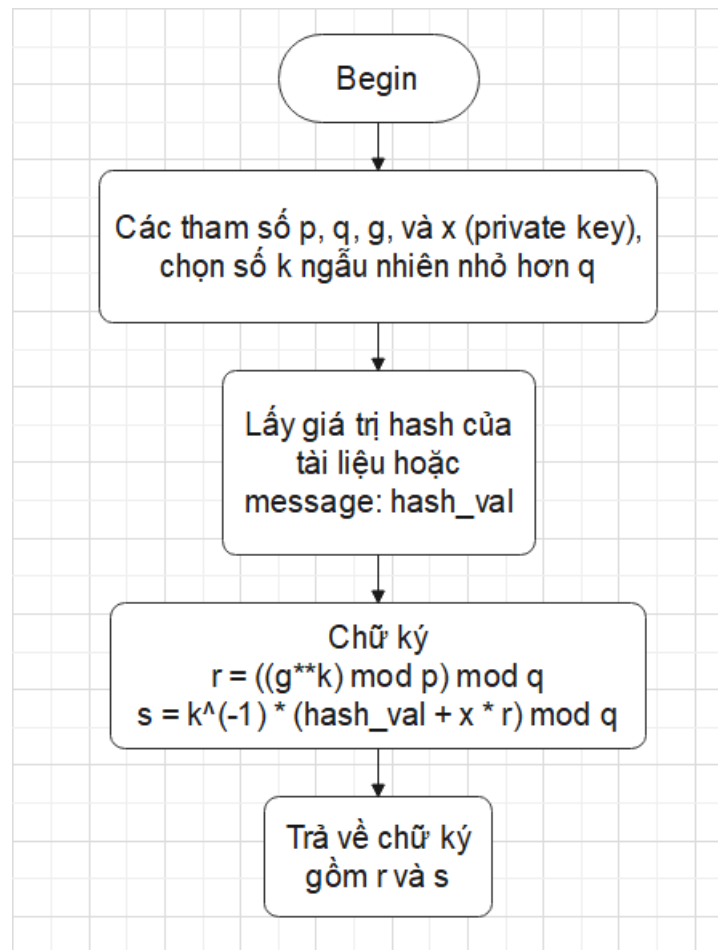 Begin
Các tham số p, q, g, và x (private key),
chọn số k ngẫu nhiên nhỏ hơn q
Lấy giá trị hash của
tài liệu hoặc
message: hash_val
Chữ ký
r = ((g**k) mod p) mod q
s = k^(-1) * (hash_val + x * r) mod q
Trả về chữ ký
gồm r và s